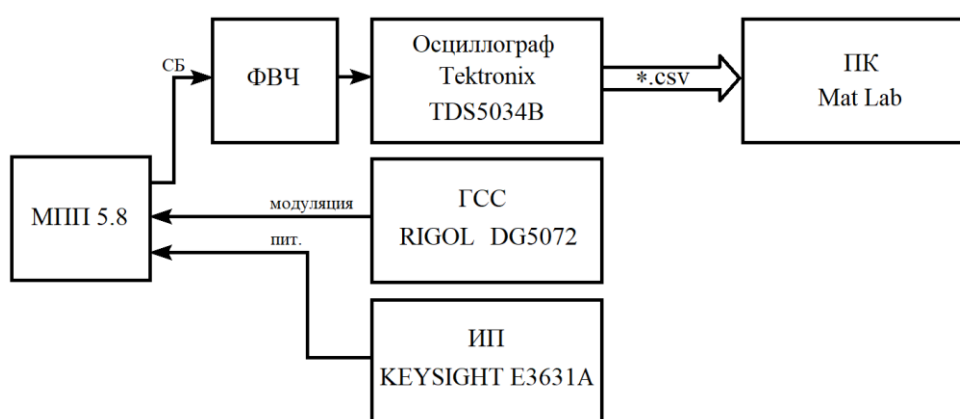 СБ
ФВЧ
Осциллограф
Tektronix
TDS5034B
*.csv
ПК
Mat Lab
МПП 5.8
модуляция
ГСС
RIGOL DG5072
пит.
ИП
KEYSIGHT E3631A